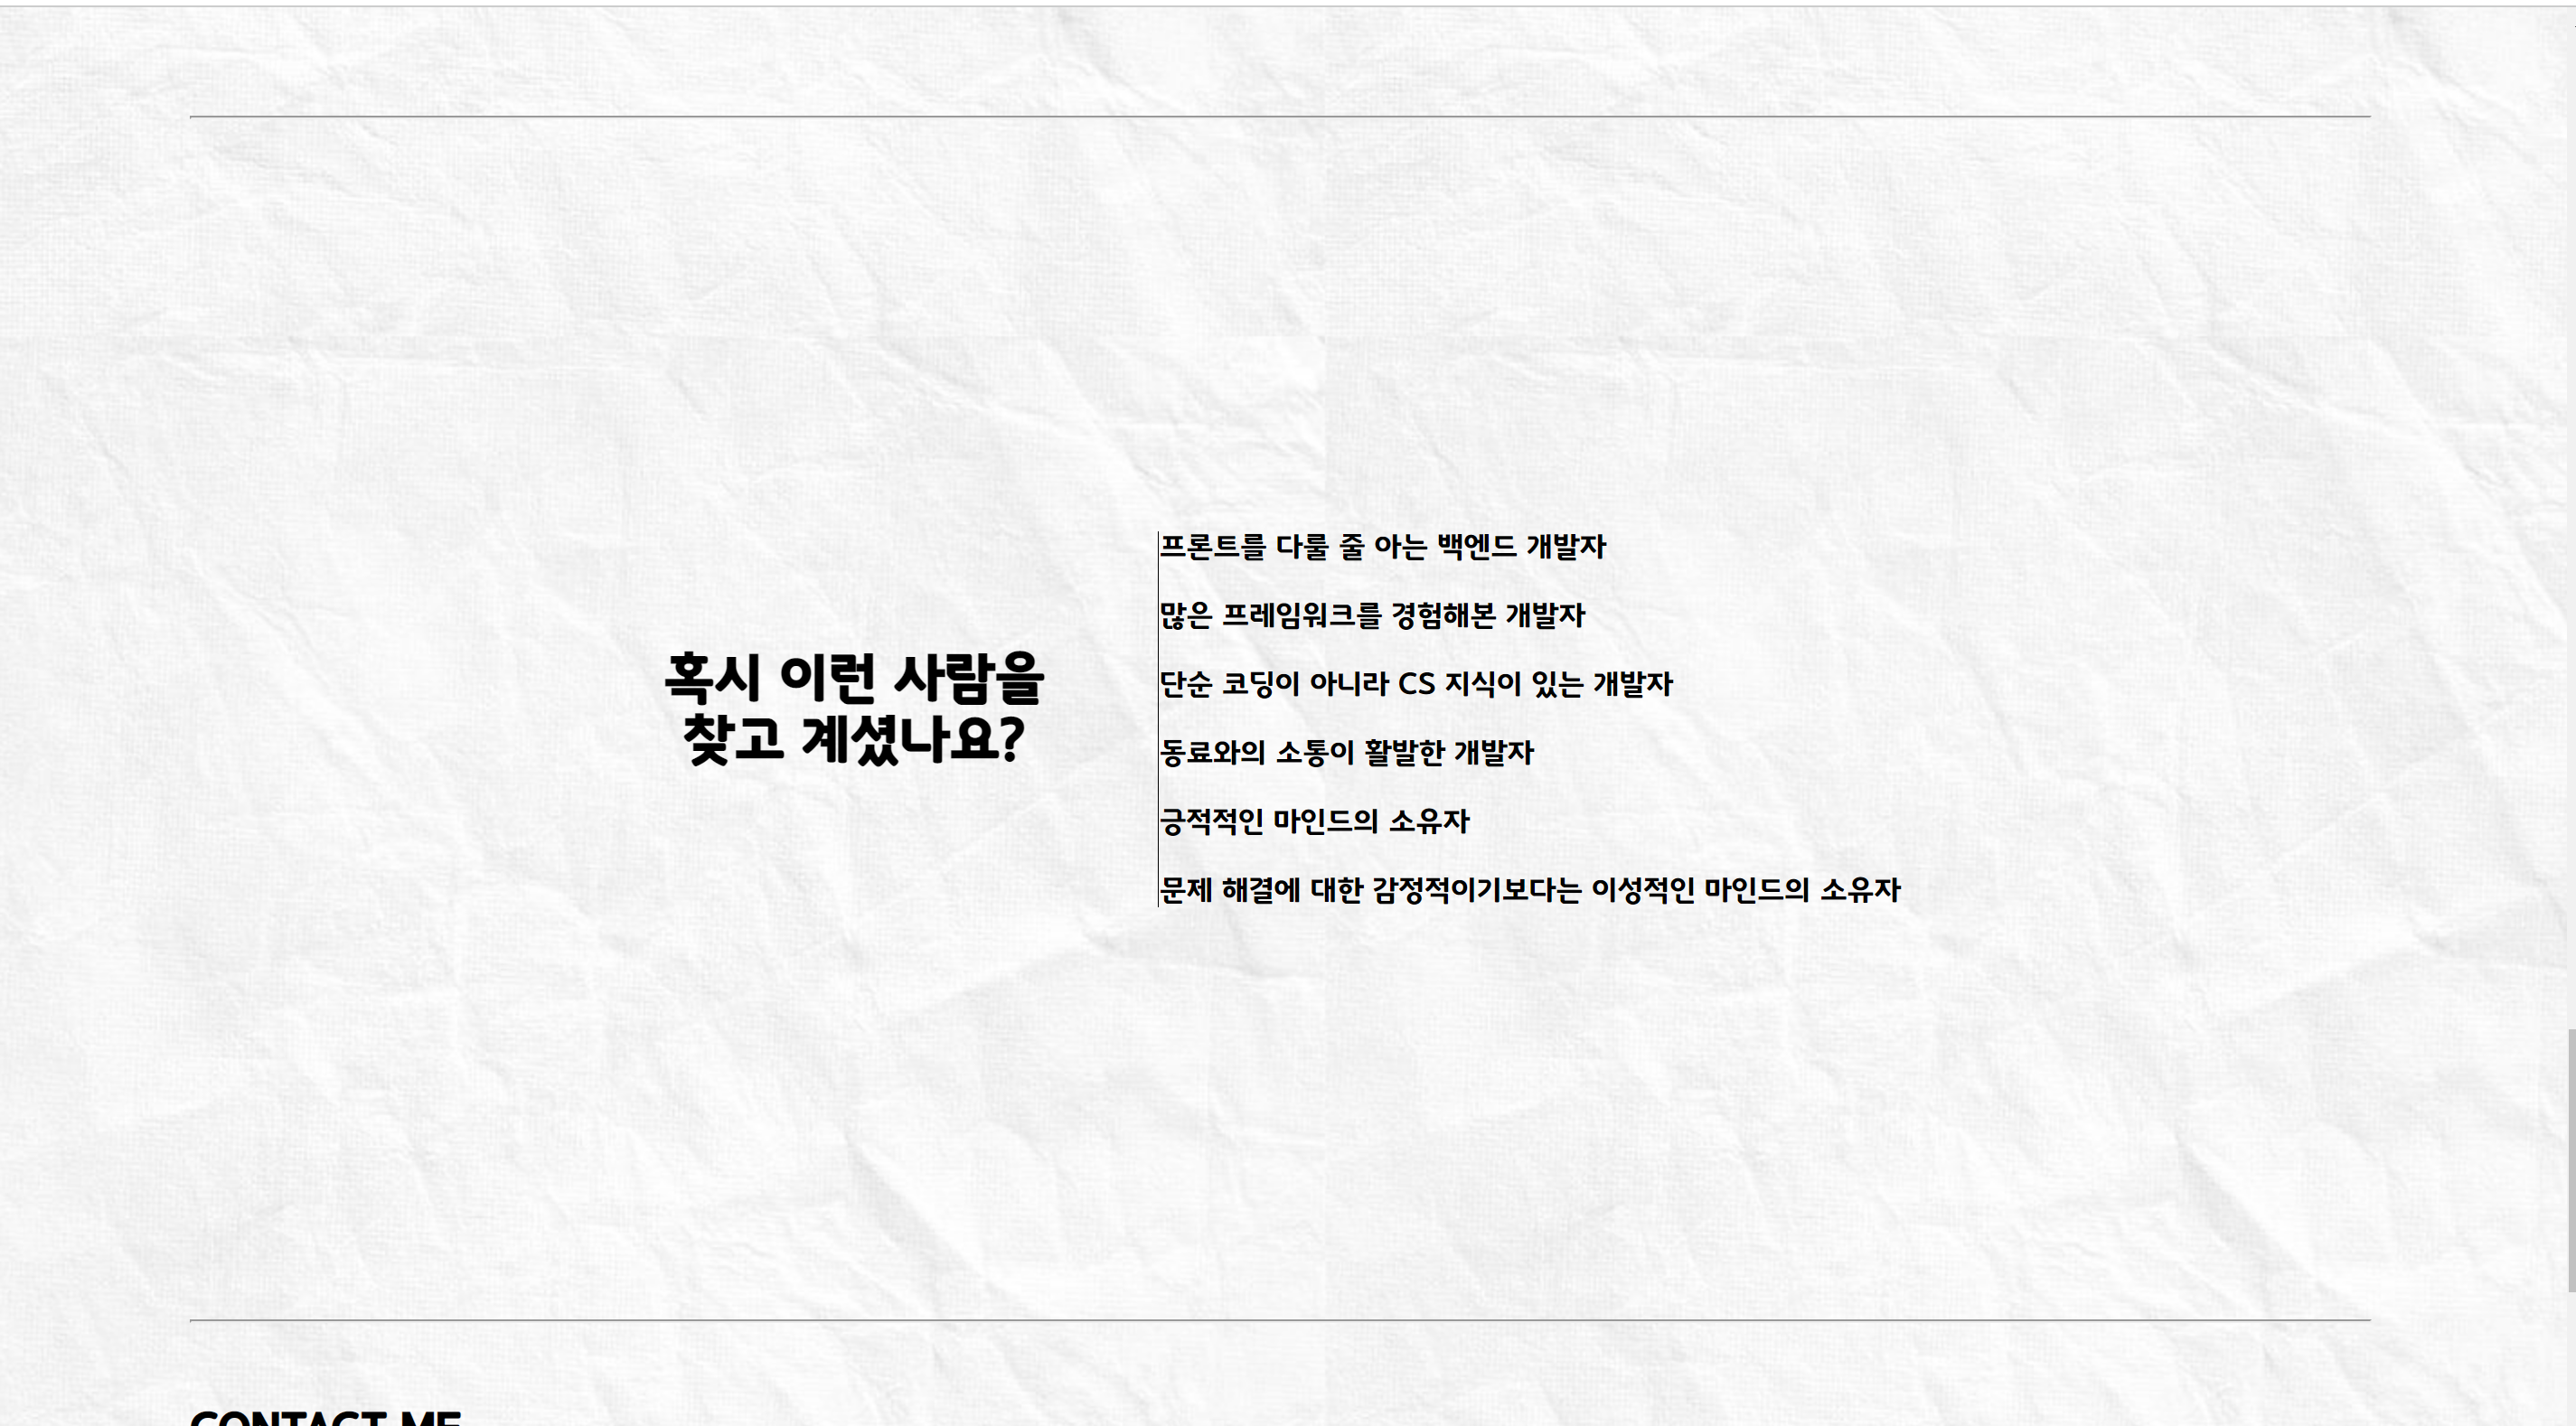 혹시 이런 사람을
찾고 계셨나요?
프론트를 다룰 줄 아는 백엔드 개발자
많은 프레임워크를 경험해본 개발자
단순 코딩이 아니라 CS 지식이 있는 개발자
동료와의 소통이 활발한 개발자
긍적적인 마인드의 소유자
문제 해결에 대한 감정적이기보다는 이성적인 마인드의 소유자
CONTACT ME